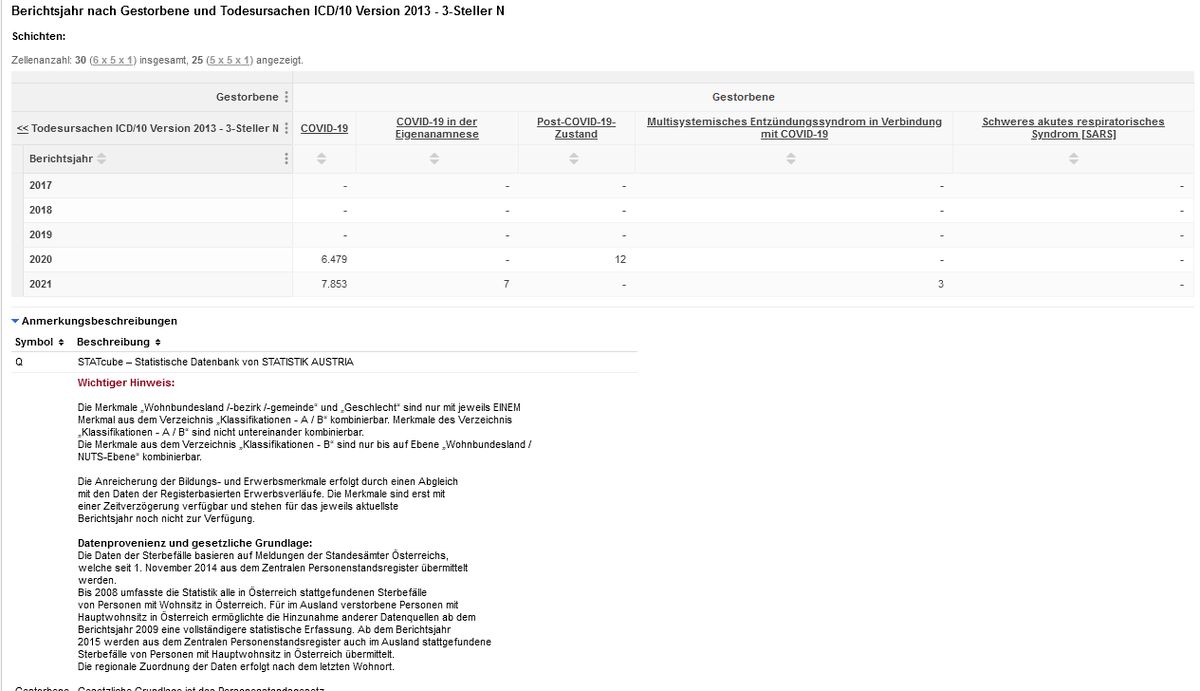 Berichtsjahr nach Gestorbene und Todesursachen ICD/10 Version 2013 - 3-Steller N
Schichten:
Zellenanzahl: 30 (6 x 5 x 1) insgesamt, 25 (5 x 5 x 1) angezeigt.
Gestorbene Gestorbene
<< Todesursachen ICD/10 Version 2013 - 3-Steller N COVID-19 COVID-19 in der Eigenanamnese Post-COVID-19-Zustand Multisystemisches Entzündungssyndrom in Verbindung mit COVID-19 Schweres akutes respiratorisches Syndrom [SARS]
Berichtsjahr
2017 - - - - -
2018 - - - - -
2019 - - - - -
2020 6.479 - 12 - -
2021 7.853 7 - 3 -
Anmerkungsbeschreibungen
Symbol Beschreibung
Q STATcube – Statistische Datenbank von STATISTIK AUSTRIA
Wichtiger Hinweis:
Die Merkmale „Wohnbundesland /-bezirk /-gemeinde“ und „Geschlecht“ sind nur mit jeweils EINEM
Merkmal aus dem Verzeichnis „Klassifikationen - A / B“ kombinierbar. Merkmale des Verzeichnis
„Klassifikationen - A / B“ sind nicht untereinander kombinierbar.
Die Merkmale aus dem Verzeichnis „Klassifikationen - B“ sind nur bis auf Ebene „Wohnbundesland /
NUTS-Ebene“ kombinierbar.
Die Anreicherung der Bildungs- und Erwerbsmerkmale erfolgt durch einen Abgleich
mit den Daten der Registerbasierten Erwerbsverläufe. Die Merkmale sind erst mit
einer Zeitverzögerung verfügbar und stehen für das jeweils aktuellste
Berichtsjahr noch nicht zur Verfügung.
Datenprovenienz und gesetzliche Grundlage:
Die Daten der Sterbefälle basieren auf Meldungen der Standesämter Österreichs,
welche seit 1. November 2014 aus dem Zentralen Personenstandsregister übermittelt
werden.
Bis 2008 umfasste die Statistik alle in Österreich stattgefundenen Sterbefälle
von Personen mit Wohnsitz in Österreich. Für im Ausland verstorbene Personen mit
Hauptwohnsitz in Österreich ermöglichte die Hinzunahme anderer Datenquellen ab dem
Berichtsjahr 2009 eine vollständigere statistische Erfassung. Ab dem Berichtsjahr
2015 werden aus dem Zentralen Personenstandsregister auch im Ausland stattgefundene
Sterbefälle von Personen mit Hauptwohnsitz in Österreich übermittelt.
Die regionale Zuordnung der Daten erfolgt nach dem letzten Wohnort.
Gestorbene Gesetzliche Grundlage ist das Personenstandsgesetz